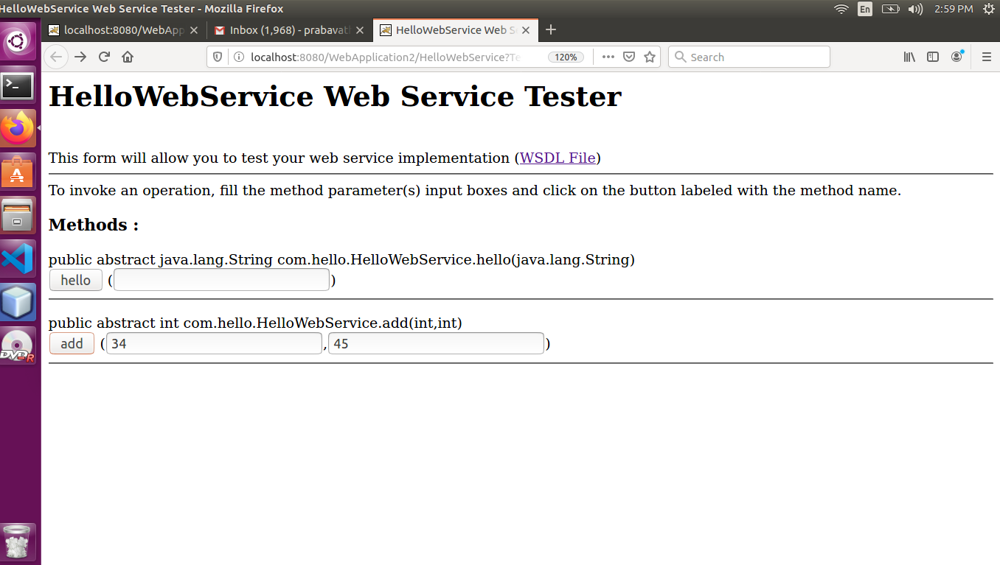 HelloWebService Web Service Tester - Mozilla Firefox
En
2:59 PM
localhost:8080/WebApp
Inbox (1,968) - prabavat
HelloWebService Web S
localhost:8080/WebApplication2/HelloWebService?Te
120%
Search
HelloWebService Web Service Tester
This form will allow you to test your web service implementation (WSDL File)
To invoke an operation, fill the method parameter(s) input boxes and click on the button labeled with the method name.
Methods :
public abstract java.lang.String com.hello.HelloWebService.hello(java.lang.String)
hello ( )
public abstract int com.hello.HelloWebService.add(int,int)
add (34 ,45 )
DVD-R